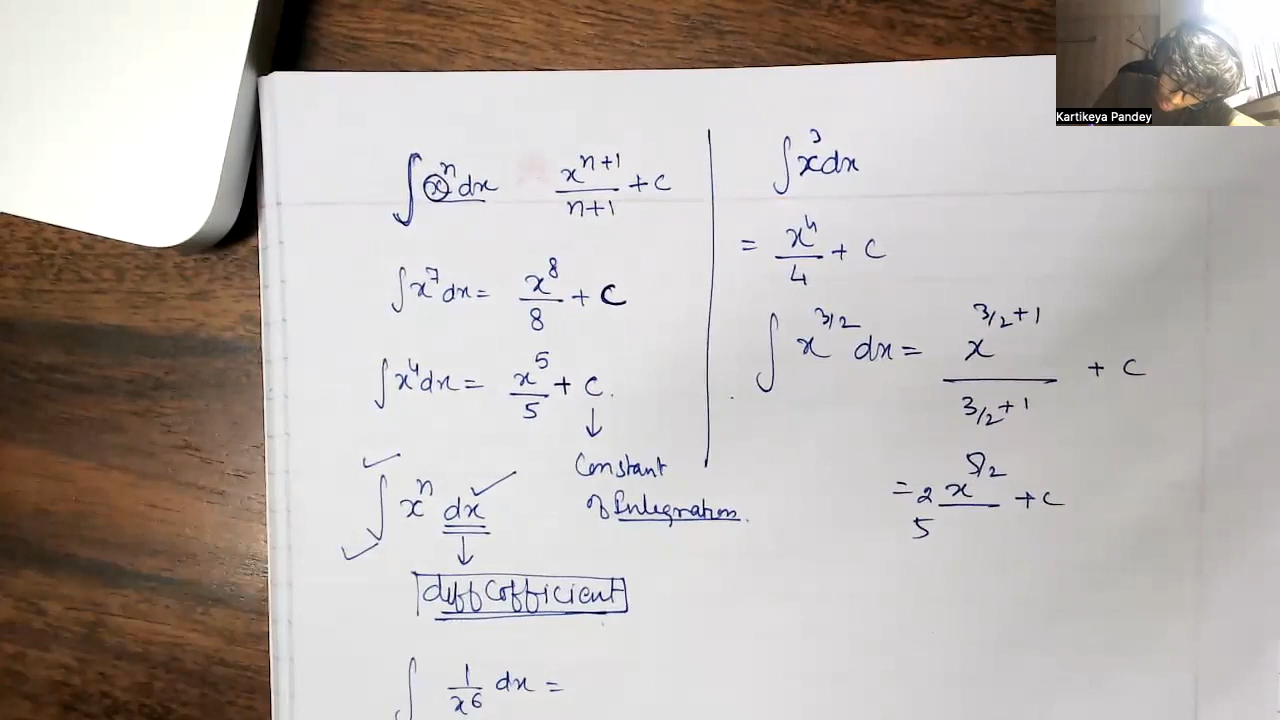 Kartikeya Pandey
∫ x^n dx    x^(n+1)/(n+1) + c
∫ x^7 dx = x^8/8 + C
∫ x^4 dx = x^5/5 + C.
↓
Constant
of Integration.
∫ x^n dx
↓
diff Cofficient
∫ 1/x^6 dx =
∫ x^3 dx
= x^4/4 + C
∫ x^(3/2) dx = x^(3/2+1)/(3/2+1) + C
= 2 x^(5/2)/5 + C